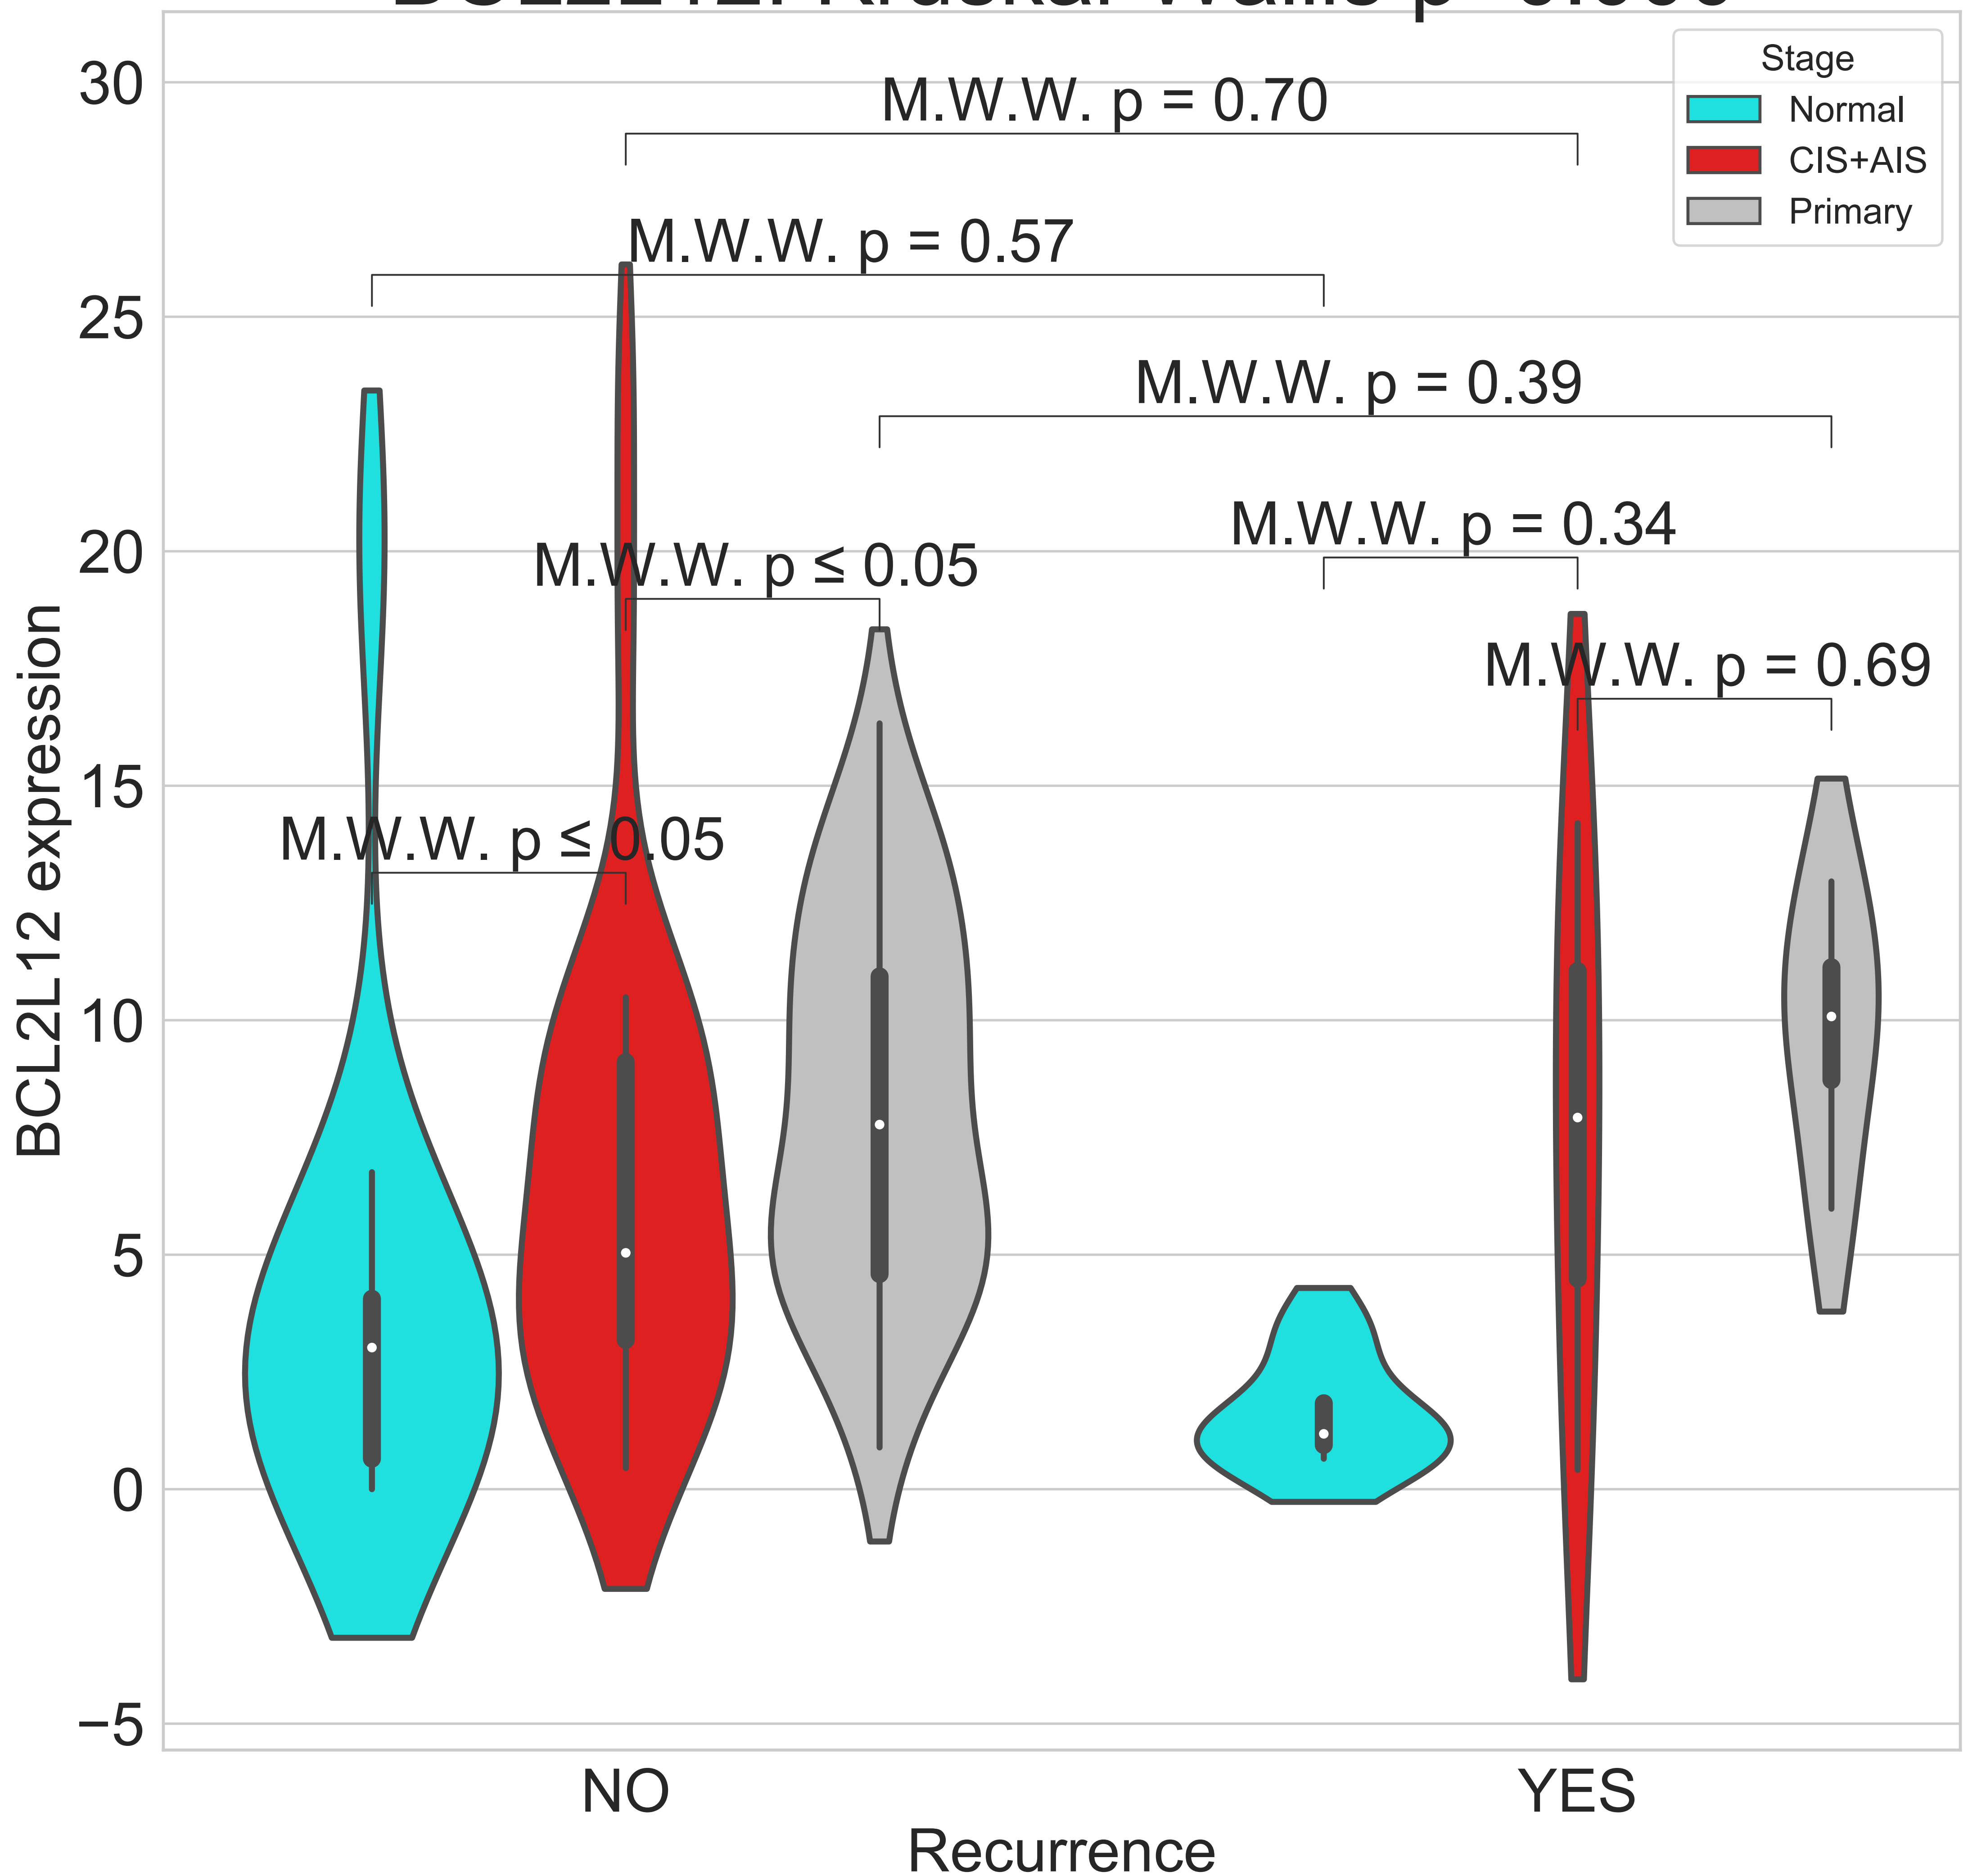 30
25
20
15
10
5
0
−5
BCL2L12 expression
Stage
Normal
CIS+AIS
Primary
M.W.W. p = 0.70
M.W.W. p = 0.57
M.W.W. p = 0.39
M.W.W. p = 0.34
M.W.W. p ≤ 0.05
M.W.W. p = 0.69
M.W.W. p ≤ 0.05
NO
YES
Recurrence